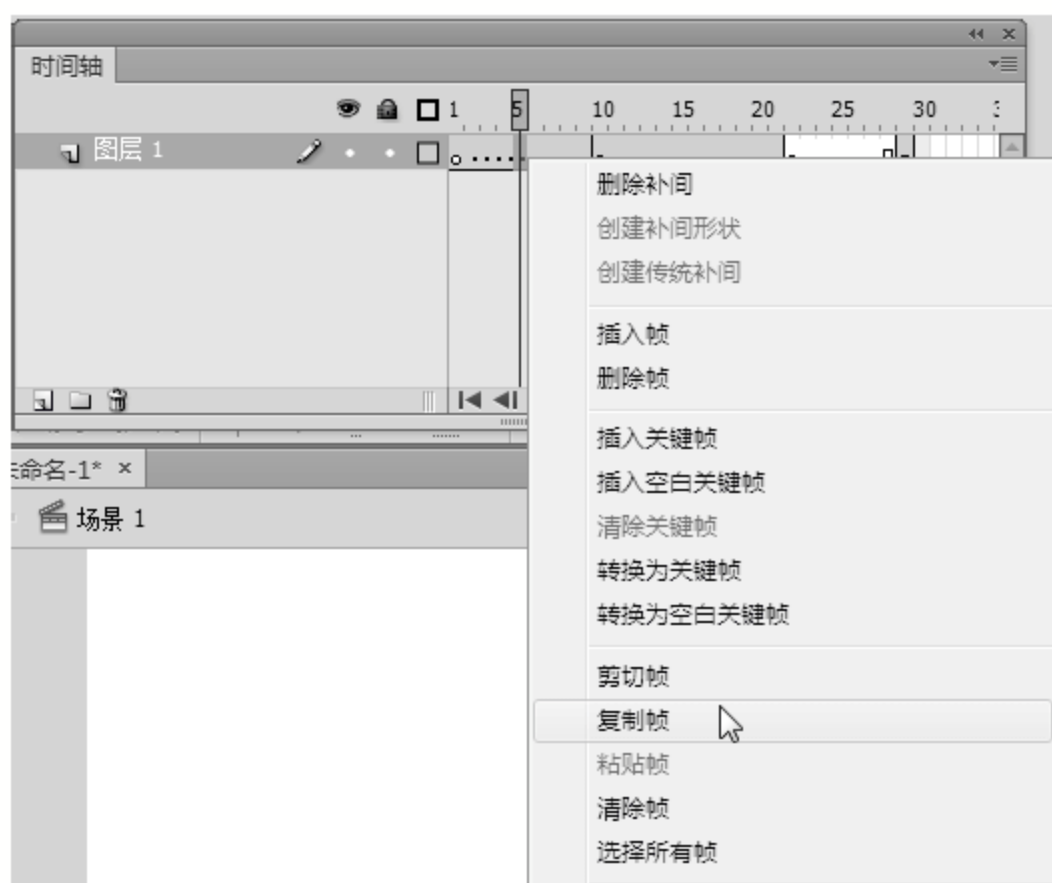 时间轴
1 5 10 15 20 25 30
图层 1
删除补间
创建补间形状
创建传统补间
插入帧
删除帧
插入关键帧
插入空白关键帧
清除关键帧
转换为关键帧
转换为空白关键帧
剪切帧
复制帧
粘贴帧
清除帧
选择所有帧
命名-1* ×
场景 1